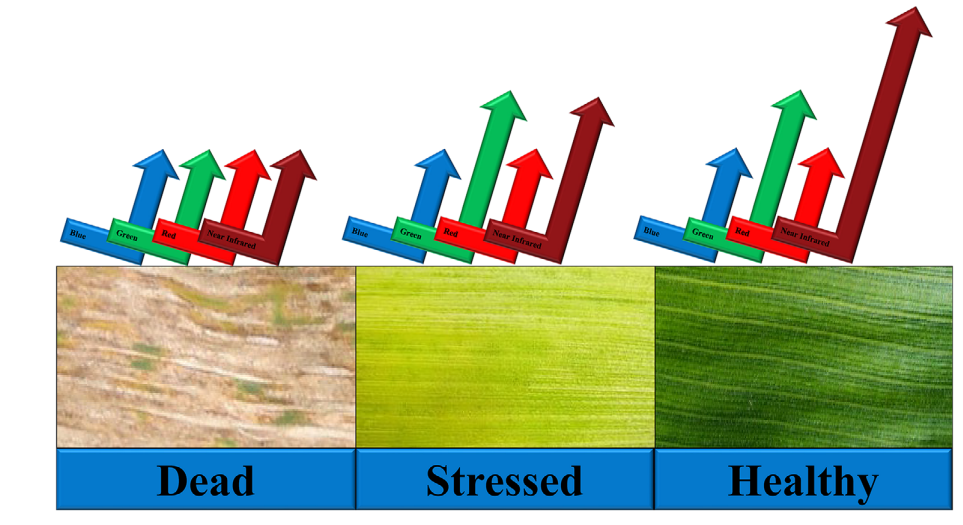 Blue Green Red Near Infrared
Blue Green Red Near Infrared
Blue Green Red Near Infrared
Dead
Stressed
Healthy